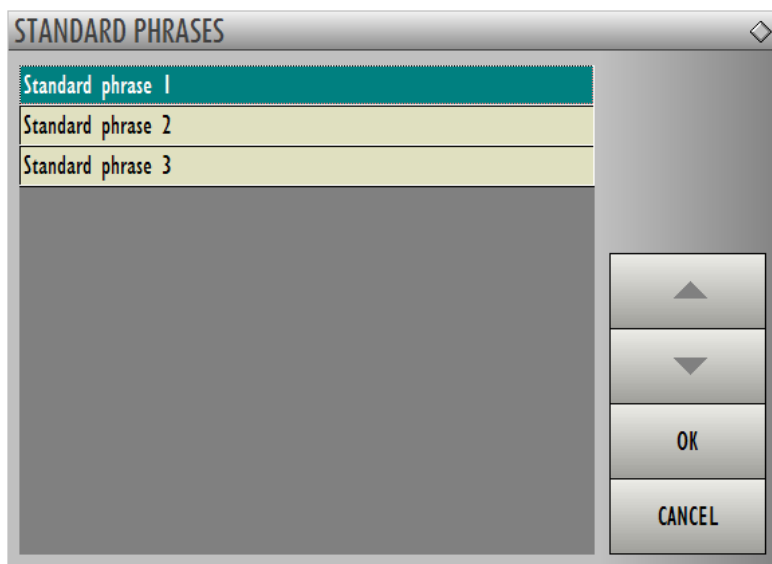 STANDARD PHRASES
Standard phrase 1
Standard phrase 2
Standard phrase 3
OK
CANCEL